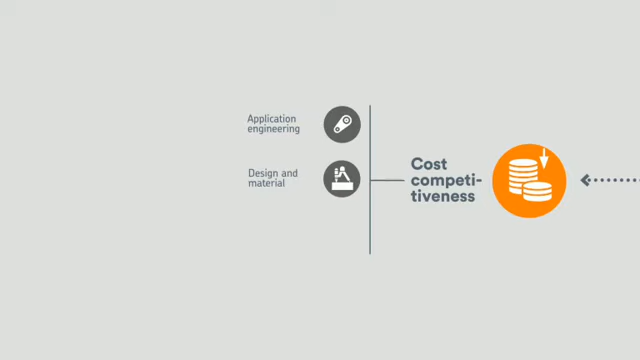 Application
engineering
Design and
material
Cost
competi-
tiveness